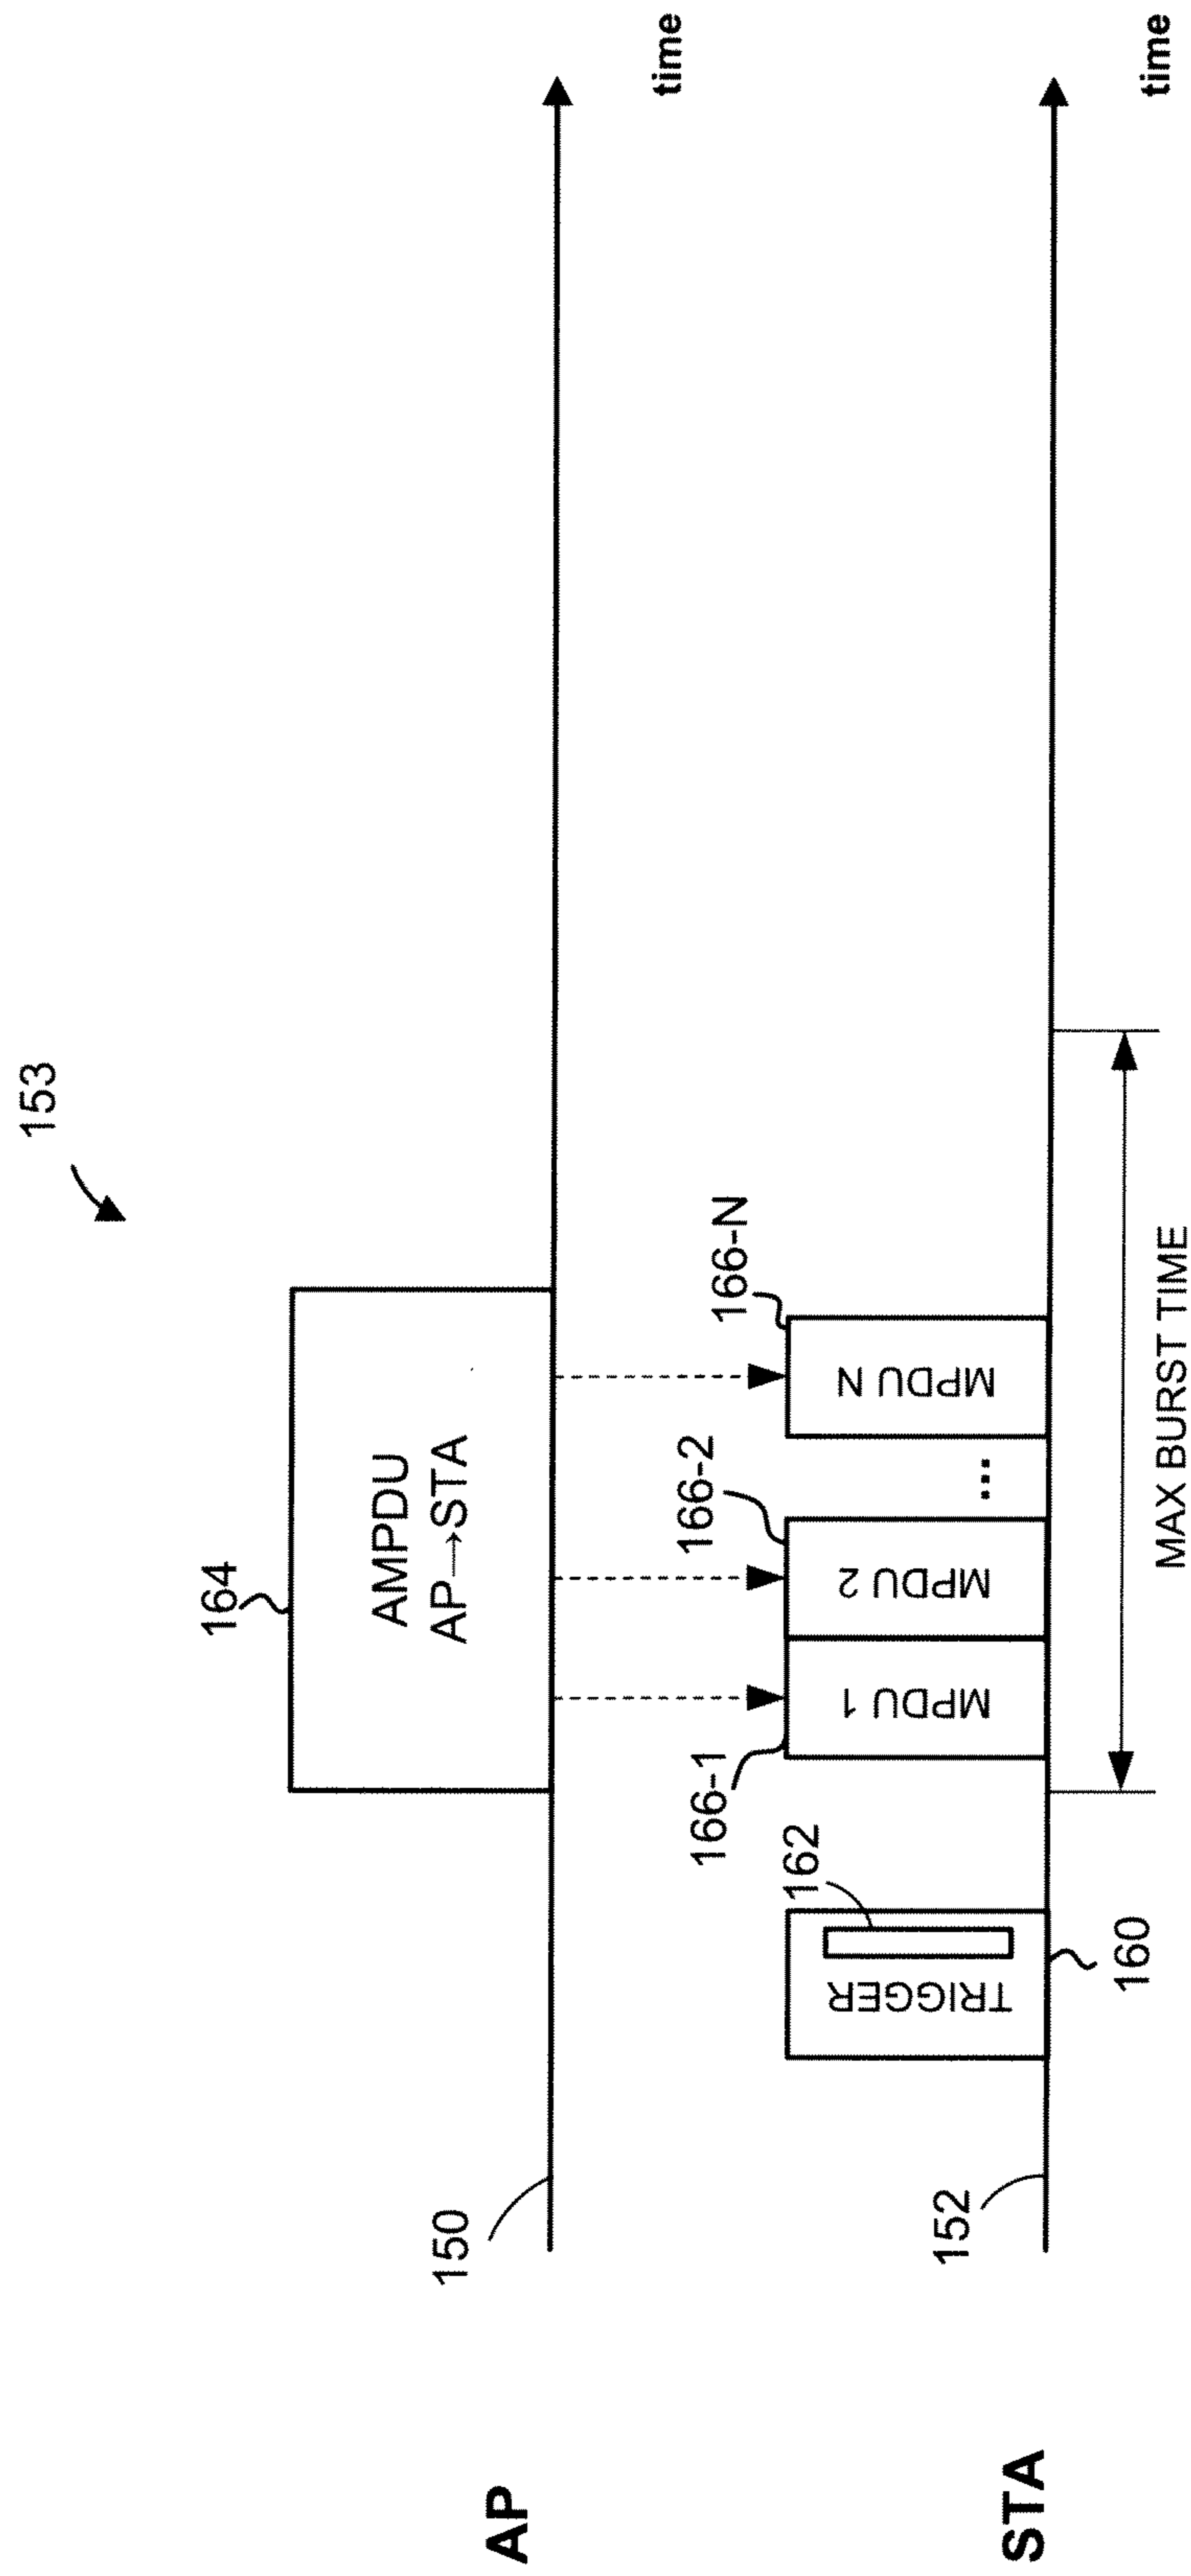 153
164
AMPDU
AP→STA
AP
150
time
166-1
166-2
166-N
162
TRIGGER
MPDU 1
MPDU 2
...
MPDU N
STA
152
160
time
MAX BURST TIME